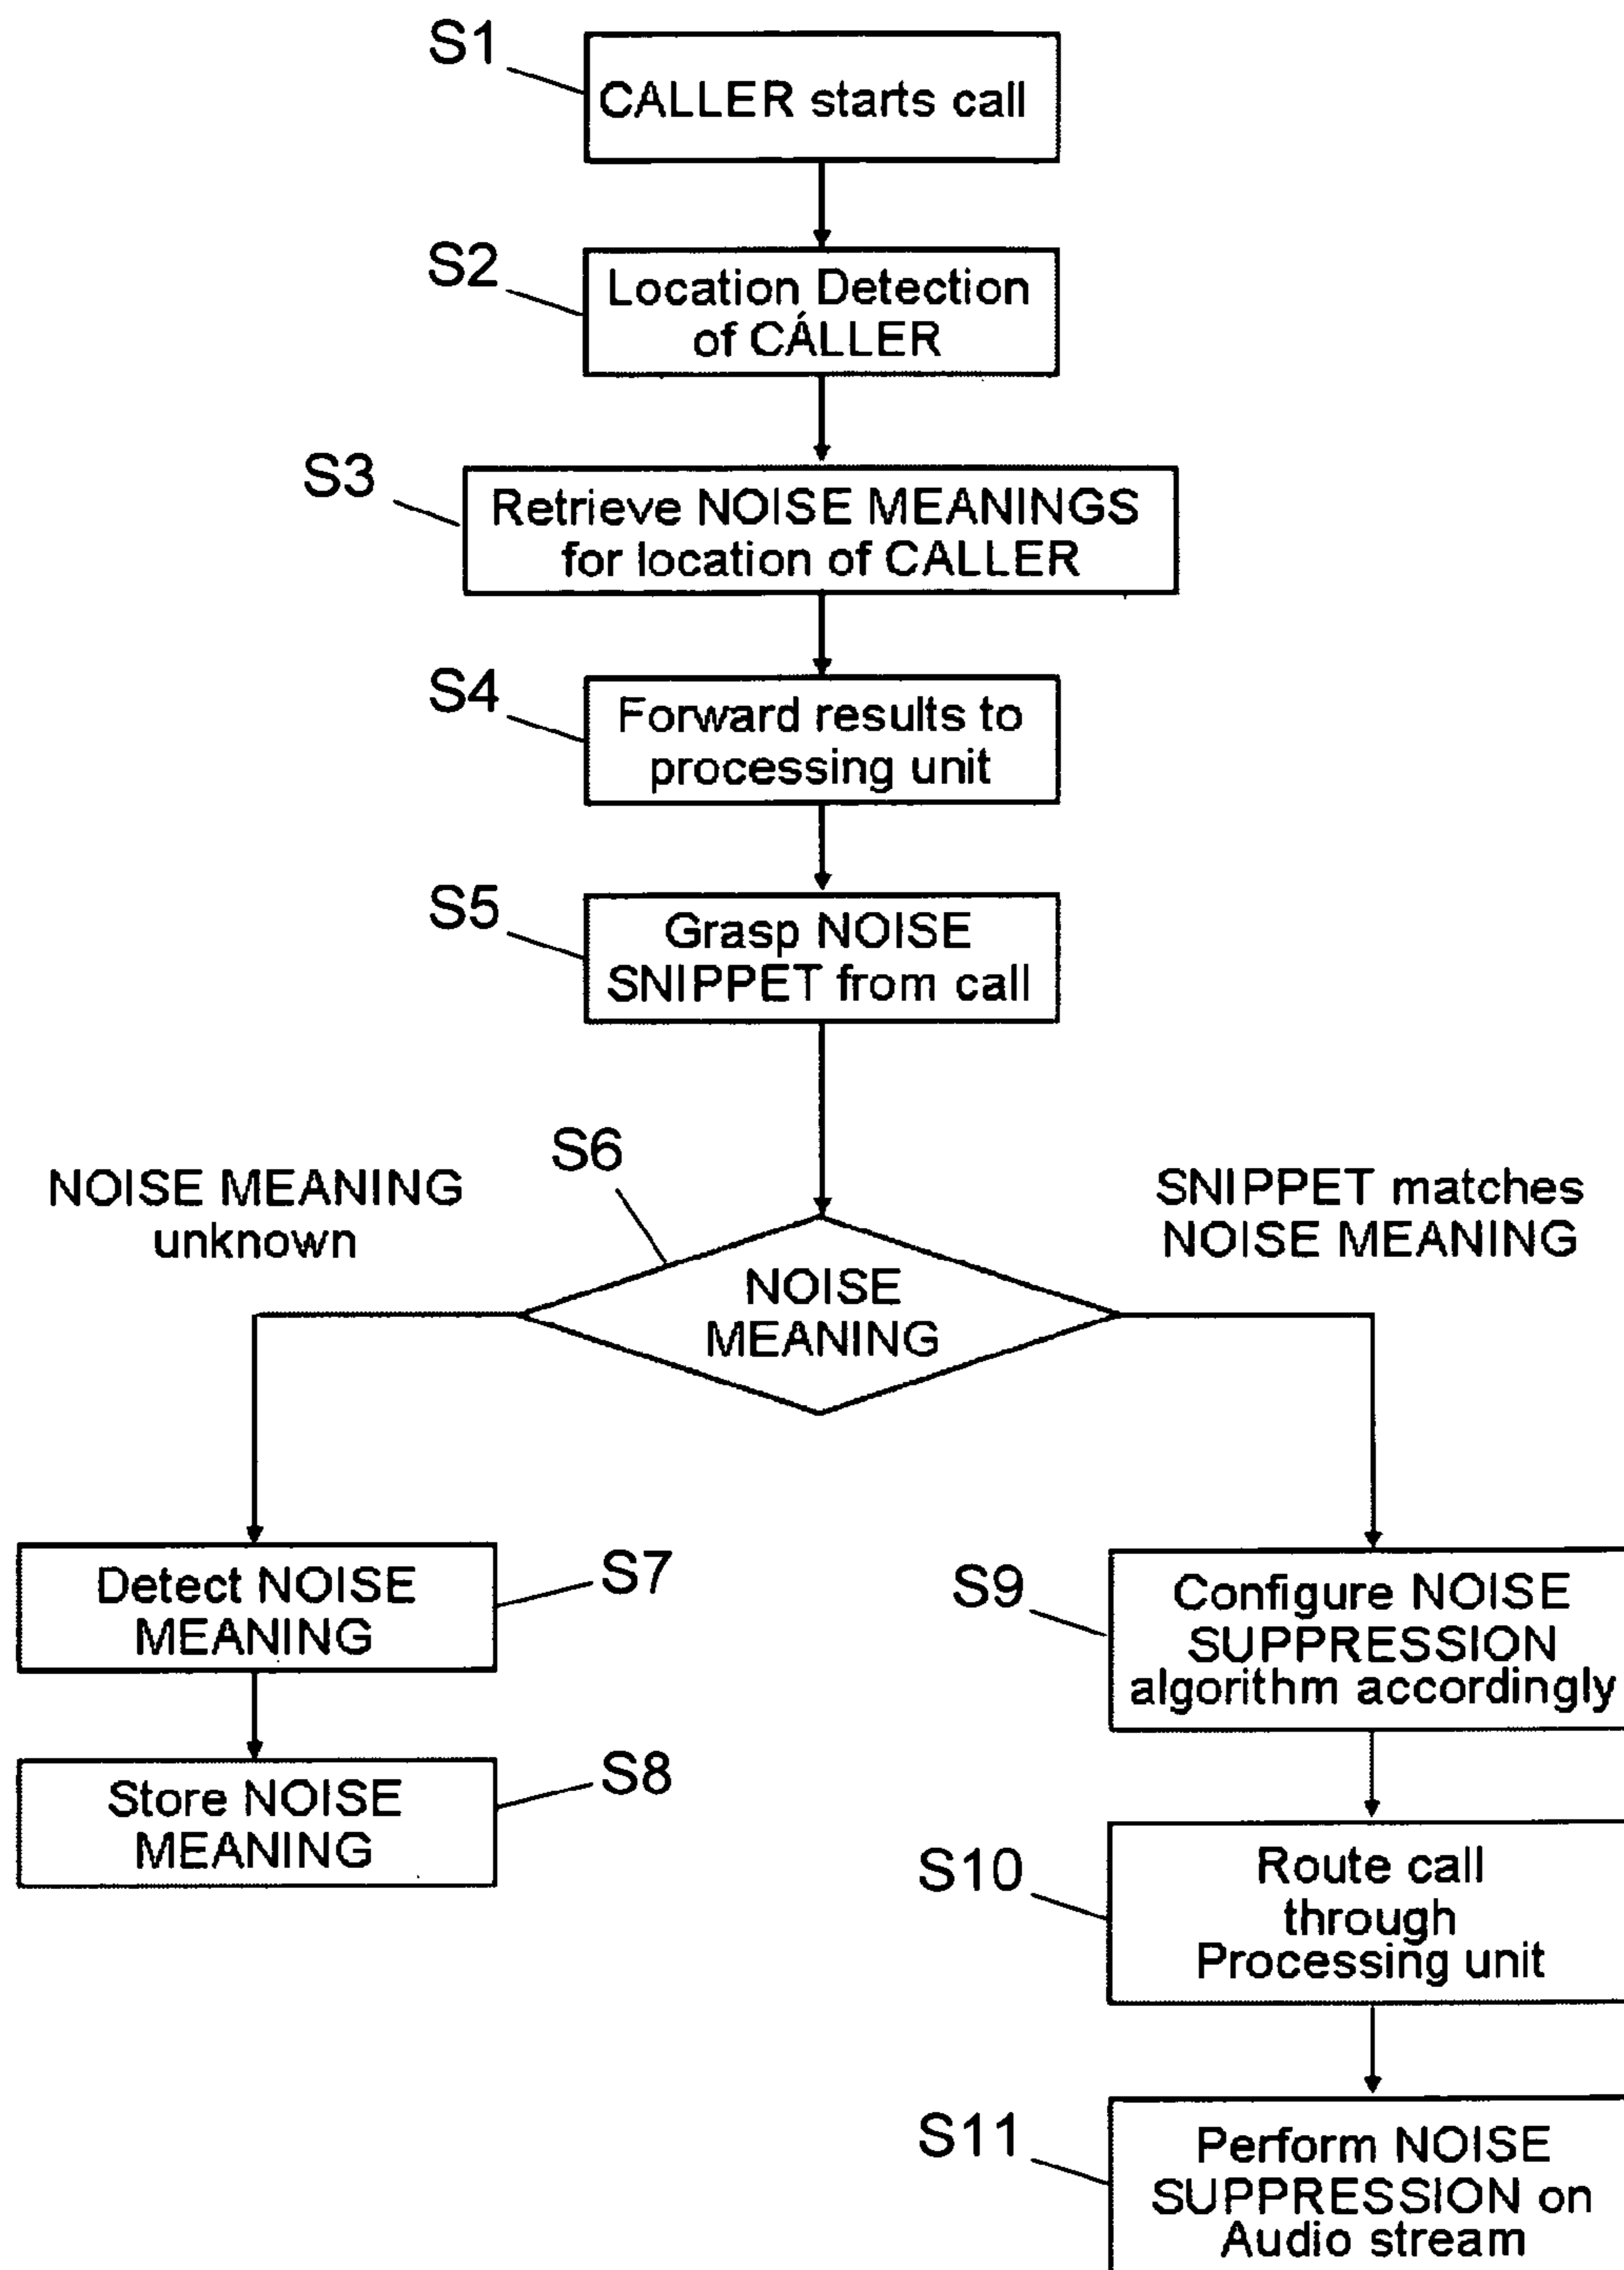 S1
CALLER starts call
S2
Location Detection
of CÁLLER
S3
Retrieve NOISE MEANINGS
for location of CALLER
S4
Forward results to
processing unit
S5
Grasp NOISE
SNIPPET from call
S6
NOISE MEANING
unknown
SNIPPET matches
NOISE MEANING
NOISE
MEANING
Detect NOISE
MEANING
S7
S9
Configure NOISE
SUPPRESSION
algorithm accordingly
Store NOISE
MEANING
S8
S10
Route call
through
Processing unit
S11
Perform NOISE
SUPPRESSION on
Audio stream